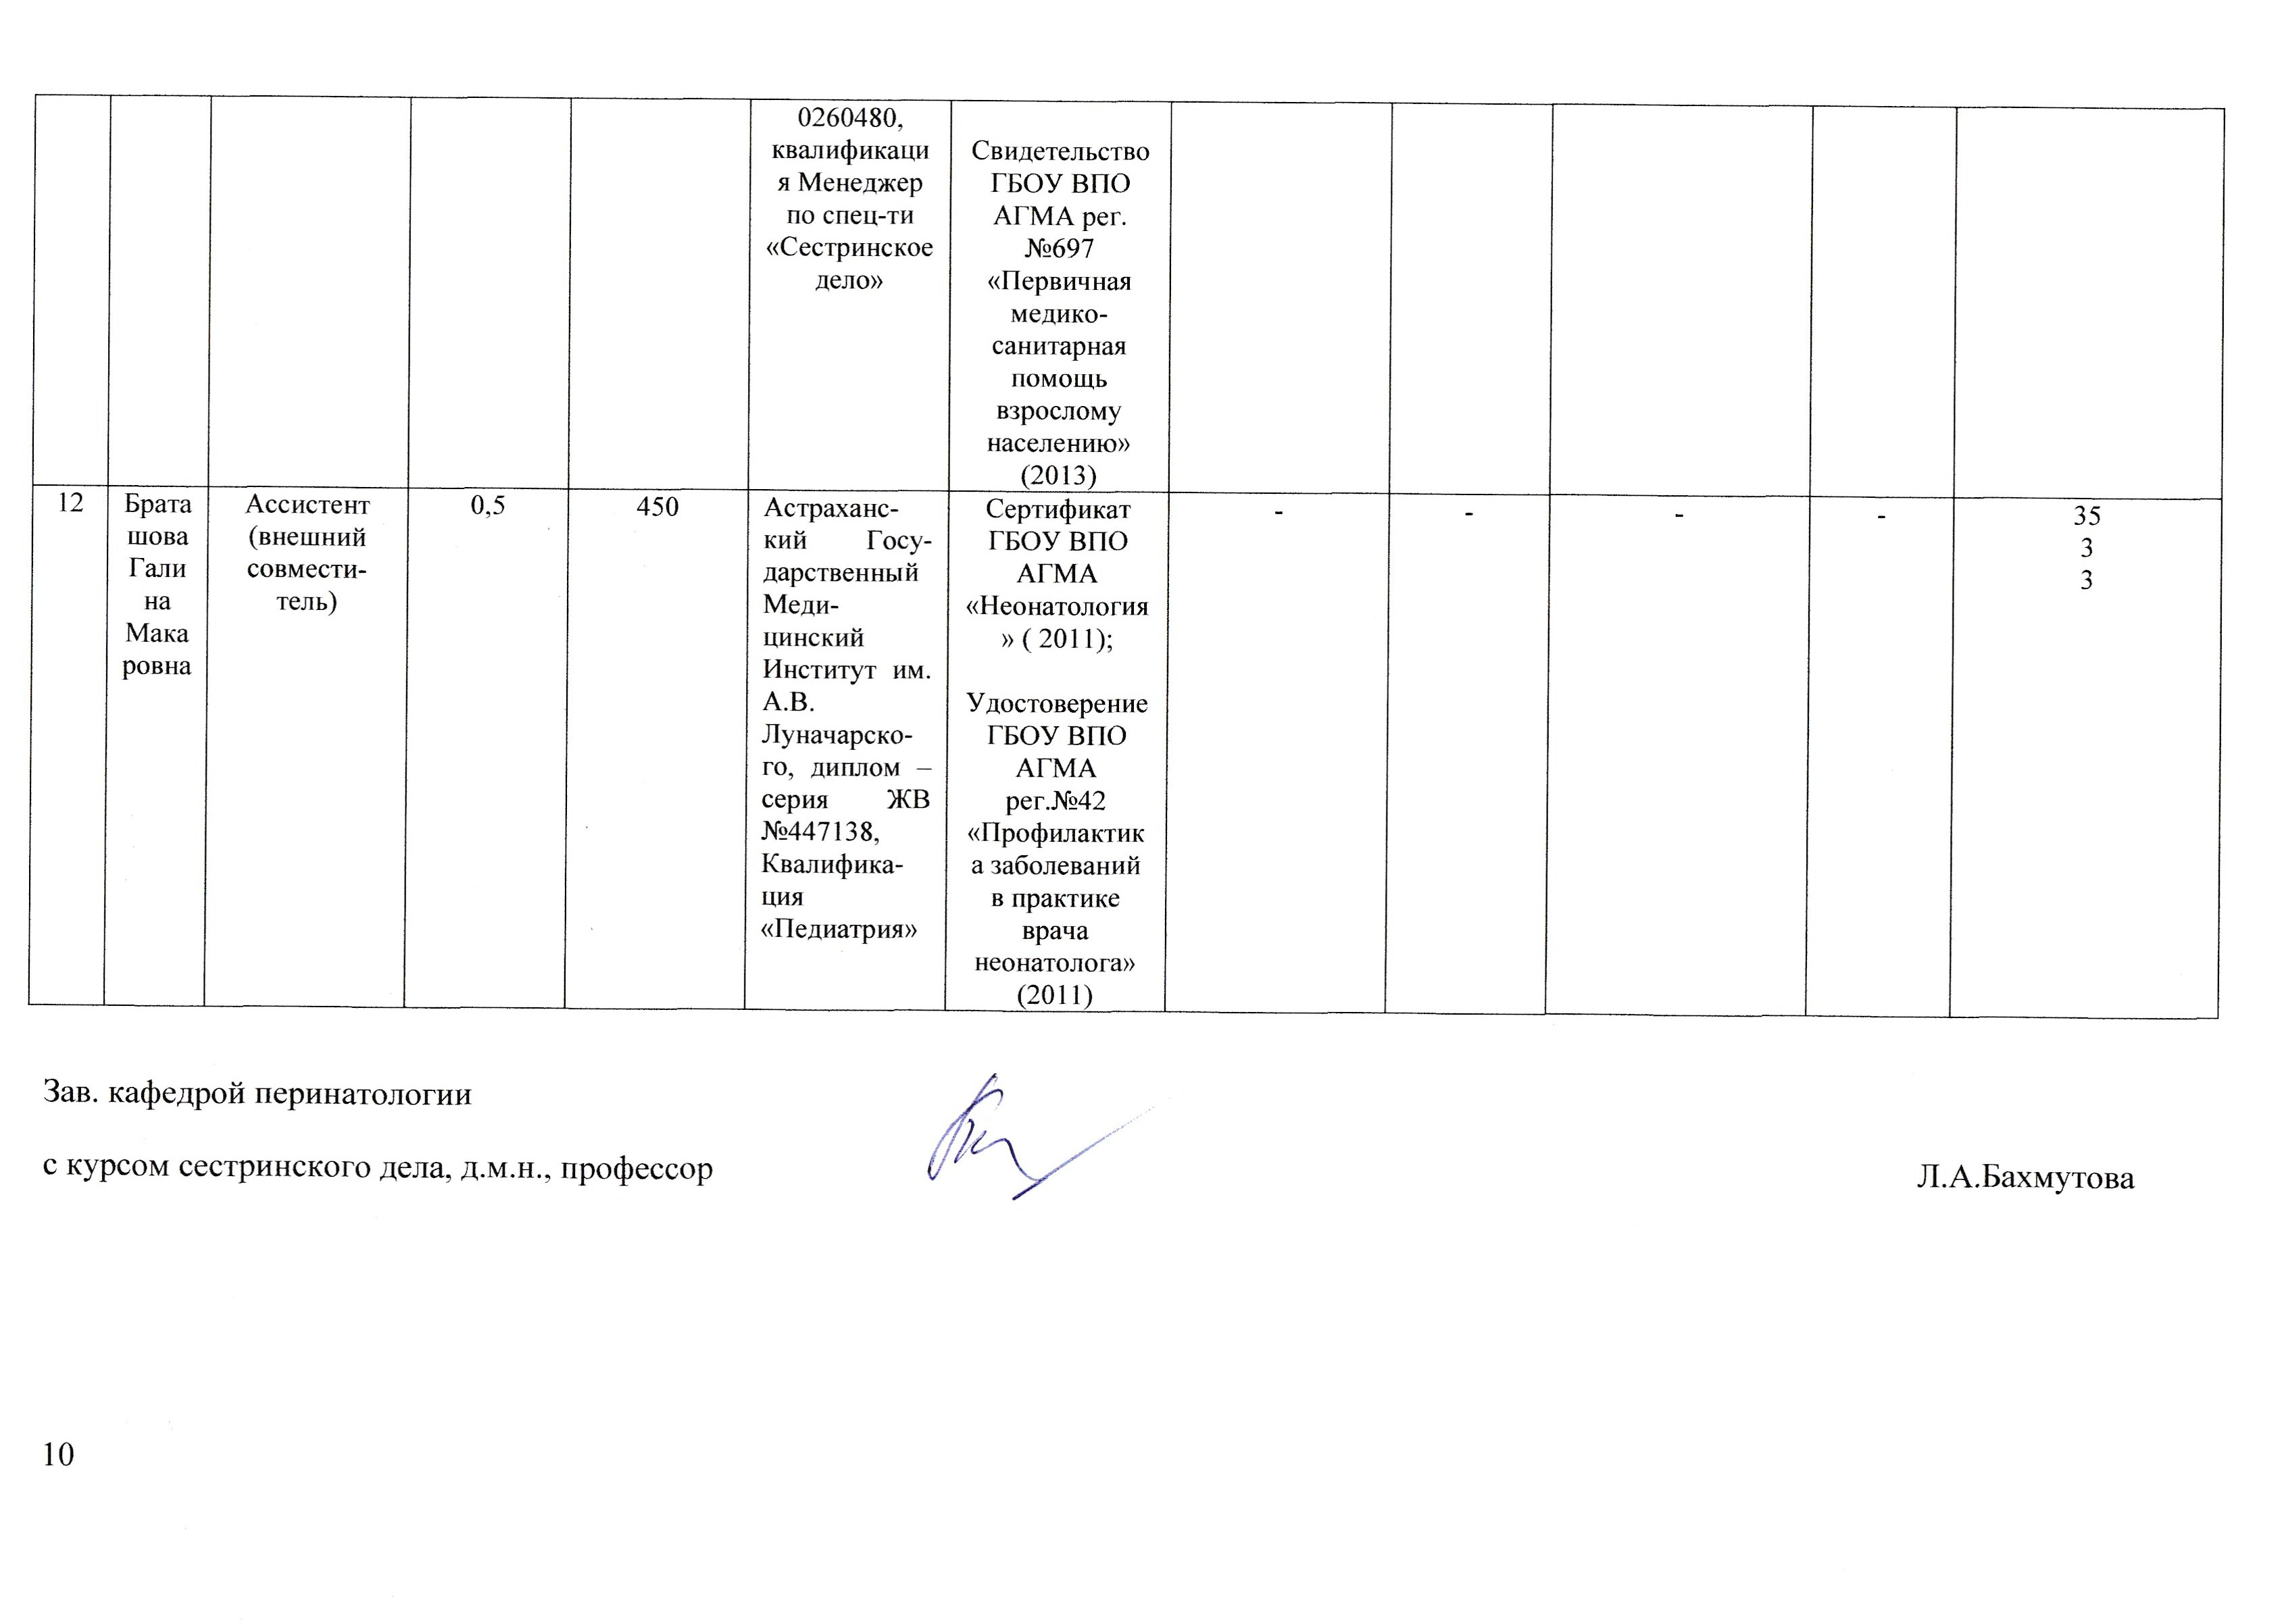 0260480,
квалификаци
я Менеджер
по спец-ти
«Сестринское
дело»
Свидетельство
ГБОУ ВПО
АГМА рег.
№697
«Первичная
медико-
санитарная
помощь
взрослому
населению»
(2013)
12
Брата
шова
Гали
на
Мака
ровна
Ассистент
(внешний
совмести-
тель)
0,5
450
Астраханс-
кий Госу-
дарственный
Меди-
цинский
Институт им.
А.В.
Луначарско-
го, диплом –
серия ЖВ
№447138,
Квалифика-
ция
«Педиатрия»
Сертификат
ГБОУ ВПО
АГМА
«Неонатология
» ( 2011);
Удостоверение
ГБОУ ВПО
АГМА
рег.№42
«Профилактик
а заболеваний
в практике
врача
неонатолога»
(2011)
-
-
-
-
35
3
3
Зав. кафедрой перинатологии
с курсом сестринского дела, д.м.н., профессор
Л.А.Бахмутова
10